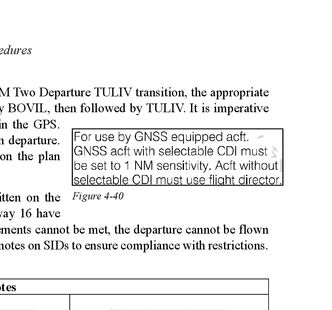 edures
M Two Departure TULIV transition, the appropriate
y BOVIL, then followed by TULIV. It is imperative
in the GPS.
n departure.
on the plan
For use by GNSS equipped acft.
GNSS acft with selectable CDI must
be set to 1 NM sensitivity. Acft without
selectable CDI must use flight director.
itten on the
Figure 4-40
way 16 have
ements cannot be met, the departure cannot be flown
notes on SIDs to ensure compliance with restrictions.
tes